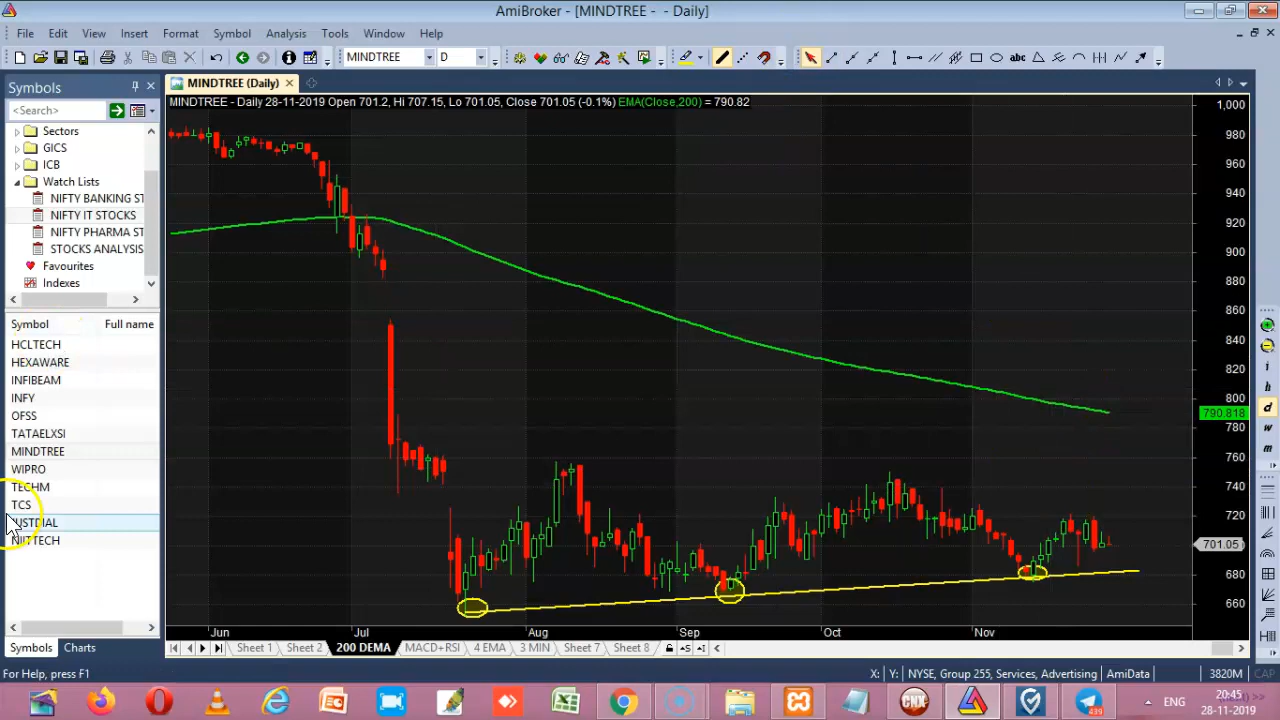 AmiBroker - [MINDTREE - - Daily]
File Edit View Insert Format Symbol Analysis Tools Window Help
MINDTREE D abc
Symbols
MINDTREE (Daily)
<Search>
MINDTREE - Daily 28-11-2019 Open 701.2, Hi 707.15, Lo 701.05, Close 701.05 (-0.1%) EMA(Close,200) = 790.82
Sectors
GICS
ICB
Watch Lists
NIFTY BANKING ST
NIFTY IT STOCKS
NIFTY PHARMA ST
STOCKS ANALYSIS
Favourites
Indexes
Symbol Full name
HCLTECH
HEXAWARE
INFIBEAM
INFY
OFSS
TATAELXSI
MINDTREE
WIPRO
TECHM
TCS
JUSTDIAL
NIITTECH
Symbols Charts
1,000
980
960
940
920
900
880
860
840
820
800
790.818
780
760
740
720
701.05
680
660
i
h
d
w
m
Jun Jul Aug Sep Oct Nov
Sheet 1 Sheet 2 200 DEMA MACD+RSI 4 EMA 3 MIN Sheet 7 Sheet 8
For Help, press F1
X: Y: NYSE, Group 255, Services, Advertising AmiData 3820M CAP
CNX
439
ENG
20:45
28-11-2019